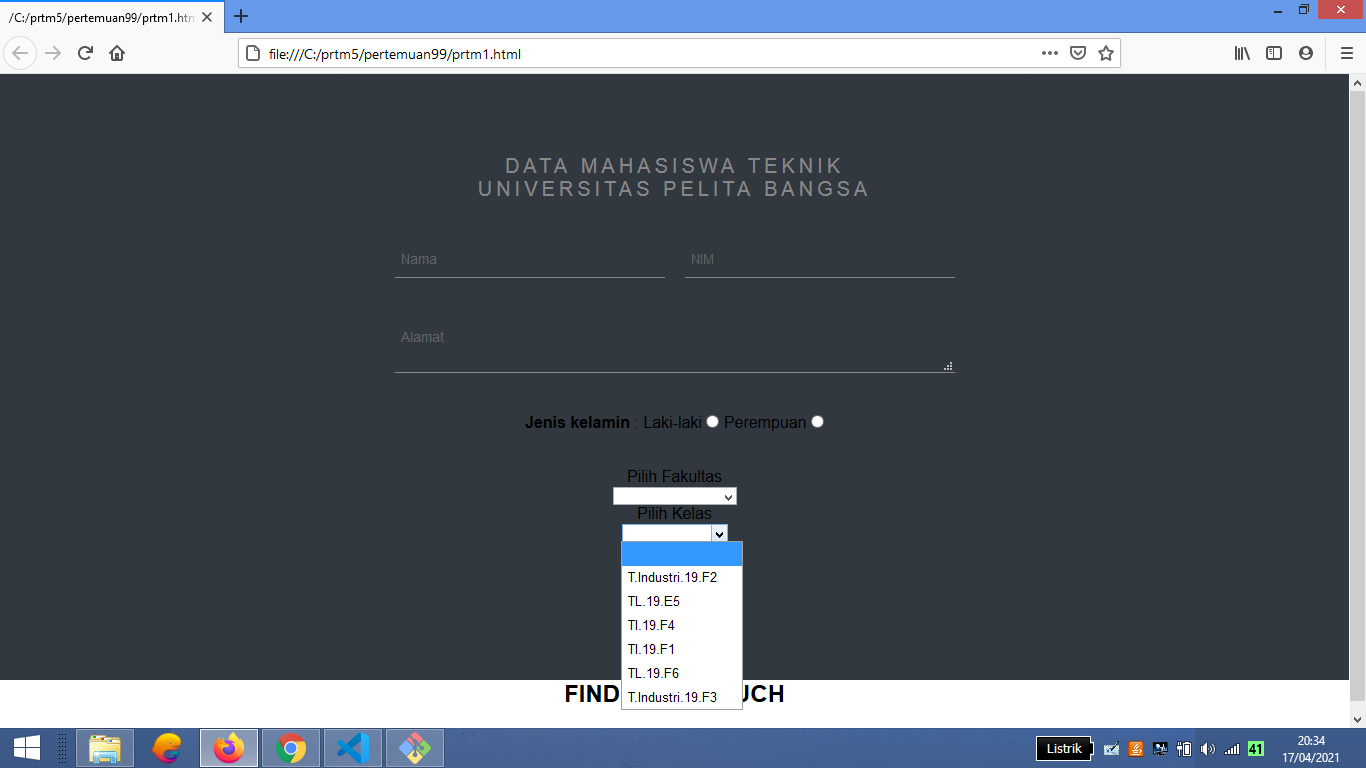 /C:/prtm5/pertemuan99/prtm1.htm
file:///C:/prtm5/pertemuan99/prtm1.html
DATA MAHASISWA TEKNIK
UNIVERSITAS PELITA BANGSA
Nama NIM
Alamat
Jenis kelamin : Laki-laki Perempuan
Pilih Fakultas
Pilih Kelas
T.Industri.19.F2
TL.19.E5
TI.19.F4
TI.19.F1
TL.19.F6
T.Industri.19.F3
FIND UCH
Listrik
41
20:34
17/04/2021